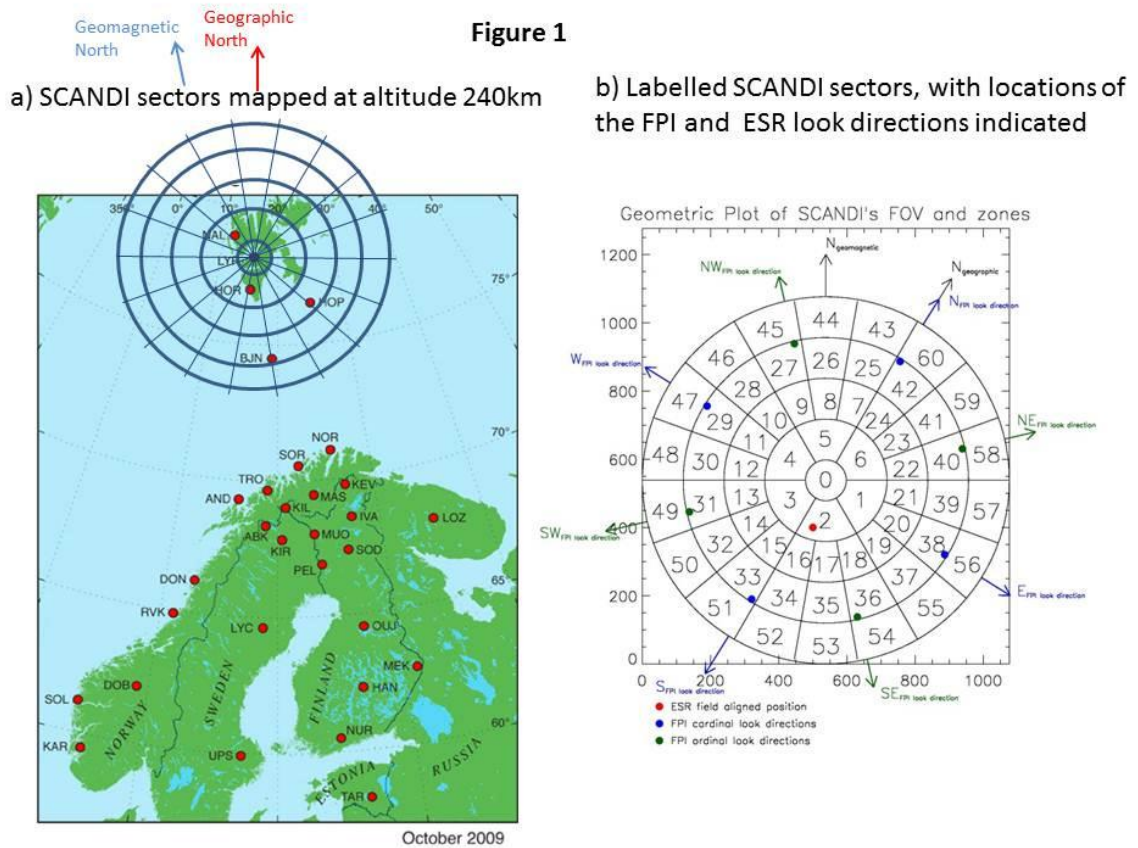 Figure 1
Geomagnetic
North
Geographic
North
a) SCANDI sectors mapped at altitude 240km
350°
0°
10°
20°
30°
40°
50°
75°
70°
65°
60°
NAL
LYR
HOR
HOP
BJN
NOR
SOR
TRO
KEV
AND
MAS
KIL
IVA
LOZ
ABK
MUO
KIR
SOD
PEL
DON
RVK
LYC
OUJ
MEK
DOB
HAN
SOL
KAR
NUR
UPS
TAR
NORWAY
SWEDEN
FINLAND
ESTONIA
RUSSIA
October 2009
b) Labelled SCANDI sectors, with locations of
the FPI and ESR look directions indicated
Geometric Plot of SCANDI's FOV and zones
Ngeomagnetic
Ngeographic
NWFPI look direction
NFPI look direction
WFPI look direction
NEFPI look direction
SWFPI look direction
EFPI look direction
SFPI look direction
SEFPI look direction
1200
1000
800
600
400
200
0
45 44 43
46 27 26 25 60
47 28 9 8 7 42 59
29 10 24 41
48 30 11 4 5 6 23 40 58
12 22
0
49 31 13 3 1 21 39 57
14 2 20
50 32 15 16 17 18 19 38 56
51 33 34 35 36 37 55
52 53 54
0 200 400 600 800 1000
ESR field aligned position
FPI cardinal look directions
FPI ordinal look directions